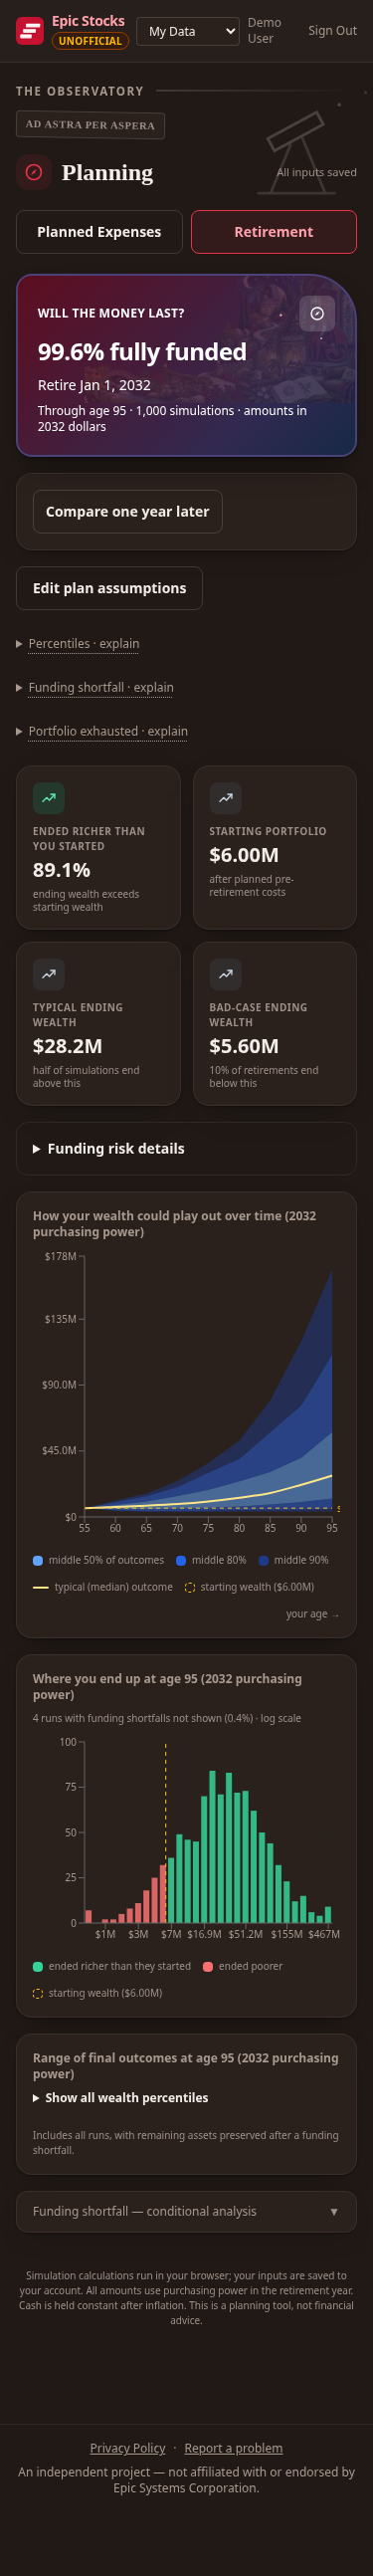 Epic Stocks
UNOFFICIAL
My Data
Demo
User
Sign Out
THE OBSERVATORY
AD ASTRA PER ASPERA
Planning
All inputs saved
Planned Expenses
Retirement
WILL THE MONEY LAST?
99.6% fully funded
Retire Jan 1, 2032
Through age 95 · 1,000 simulations · amounts in
2032 dollars
Compare one year later
Edit plan assumptions
Percentiles · explain
Funding shortfall · explain
Portfolio exhausted · explain
ENDED RICHER THAN
YOU STARTED
89.1%
ending wealth exceeds
starting wealth
STARTING PORTFOLIO
$6.00M
after planned pre-
retirement costs
TYPICAL ENDING
WEALTH
$28.2M
half of simulations end
above this
BAD-CASE ENDING
WEALTH
$5.60M
10% of retirements end
below this
Funding risk details
How your wealth could play out over time (2032
purchasing power)
$178M
$135M
$90.0M
$45.0M
$0
55 60 65 70 75 80 85 90 95
middle 50% of outcomes
middle 80%
middle 90%
typical (median) outcome
starting wealth ($6.00M)
your age →
Where you end up at age 95 (2032 purchasing
power)
4 runs with funding shortfalls not shown (0.4%) · log scale
100
75
50
25
0
$1M $3M $7M $16.9M $51.2M $155M $467M
ended richer than they started
ended poorer
starting wealth ($6.00M)
Range of final outcomes at age 95 (2032 purchasing
power)
Show all wealth percentiles
Includes all runs, with remaining assets preserved after a funding
shortfall.
Funding shortfall — conditional analysis
Simulation calculations run in your browser; your inputs are saved to
your account. All amounts use purchasing power in the retirement year.
Cash is held constant after inflation. This is a planning tool, not financial
advice.
Privacy Policy · Report a problem
An independent project — not affiliated with or endorsed by
Epic Systems Corporation.